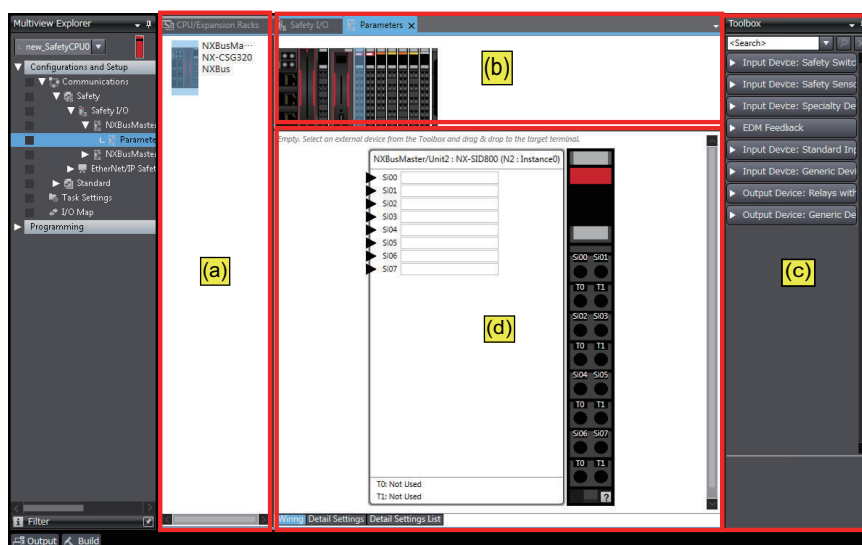 Multiview Explorer
new_SafetyCPU0
Configurations and Setup
Communications
Safety
Safety I/O
NXBusMaster
Paramete
NXBusMaster
EtherNet/IP Safet
Standard
Task Settings
I/O Map
Programming
Filter
Output Build
CPU/Expansion Racks
NXBusMa...
NX-CSG320
NXBus
(a)
Safety I/O Parameters
(b)
Empty. Select an external device from the Toolbox and drag & drop to the target terminal.
NXBusMaster/Unit2 : NX-SID800 (N2 : Instance0)
Si00
Si01
Si02
Si03
Si04
Si05
Si06
Si07
(d)
T0: Not Used
T1: Not Used
Si00 Si01
T0 T1
Si02 Si03
T0 T1
Si04 Si05
T0 T1
Si06 Si07
T0 T1
?
Wiring Detail Settings Detail Settings List
Toolbox
<Search>
Input Device: Safety Switc
Input Device: Safety Senso
Input Device: Specialty De
EDM Feedback
Input Device: Standard Inp
Input Device: Generic Devi
Output Device: Relays with
Output Device: Generic De
(c)